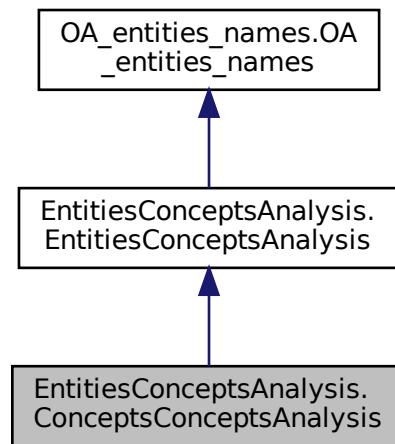 OA_entities_names.OA
_entities_names
EntitiesConceptsAnalysis.
EntitiesConceptsAnalysis
EntitiesConceptsAnalysis.
ConceptsConceptsAnalysis